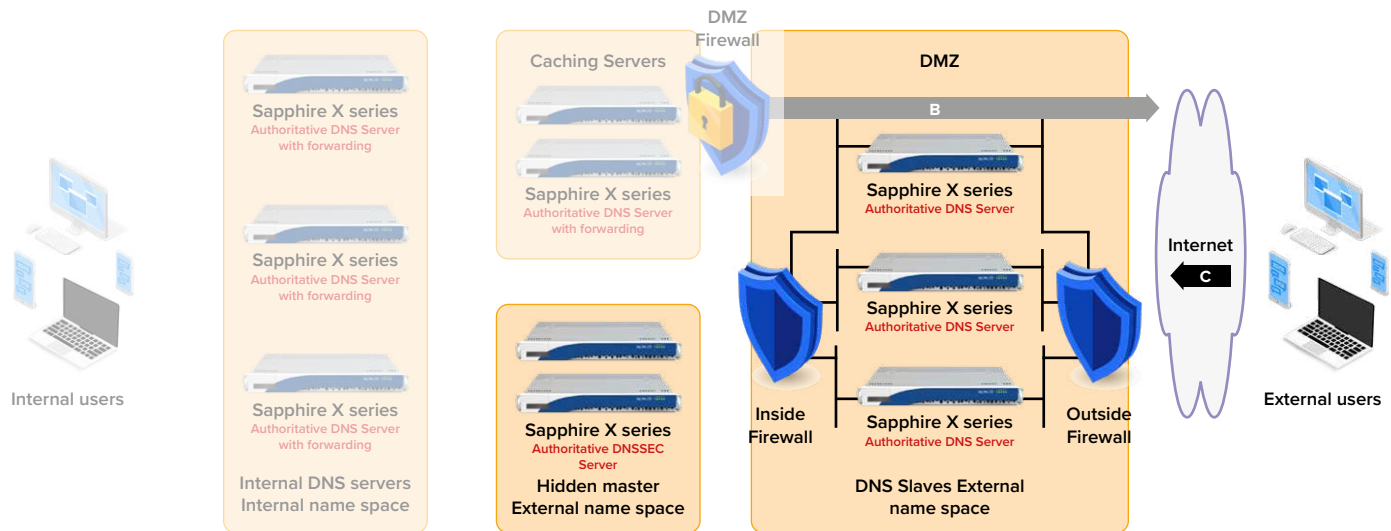 Internal users
Sapphire X series
Authoritative DNS Server
with forwarding
Sapphire X series
Authoritative DNS Server
with forwarding
Sapphire X series
Authoritative DNS Server
with forwarding
Internal DNS servers
Internal name space
Caching Servers
Sapphire X series
Authoritative DNS Server
with forwarding
DMZ
Firewall
Sapphire X series
Authoritative DNSSEC
Server
Hidden master
External name space
DMZ
B
Sapphire X series
Authoritative DNS Server
Sapphire X series
Authoritative DNS Server
Sapphire X series
Authoritative DNS Server
Inside
Firewall
Outside
Firewall
DNS Slaves External
name space
Internet
C
External users